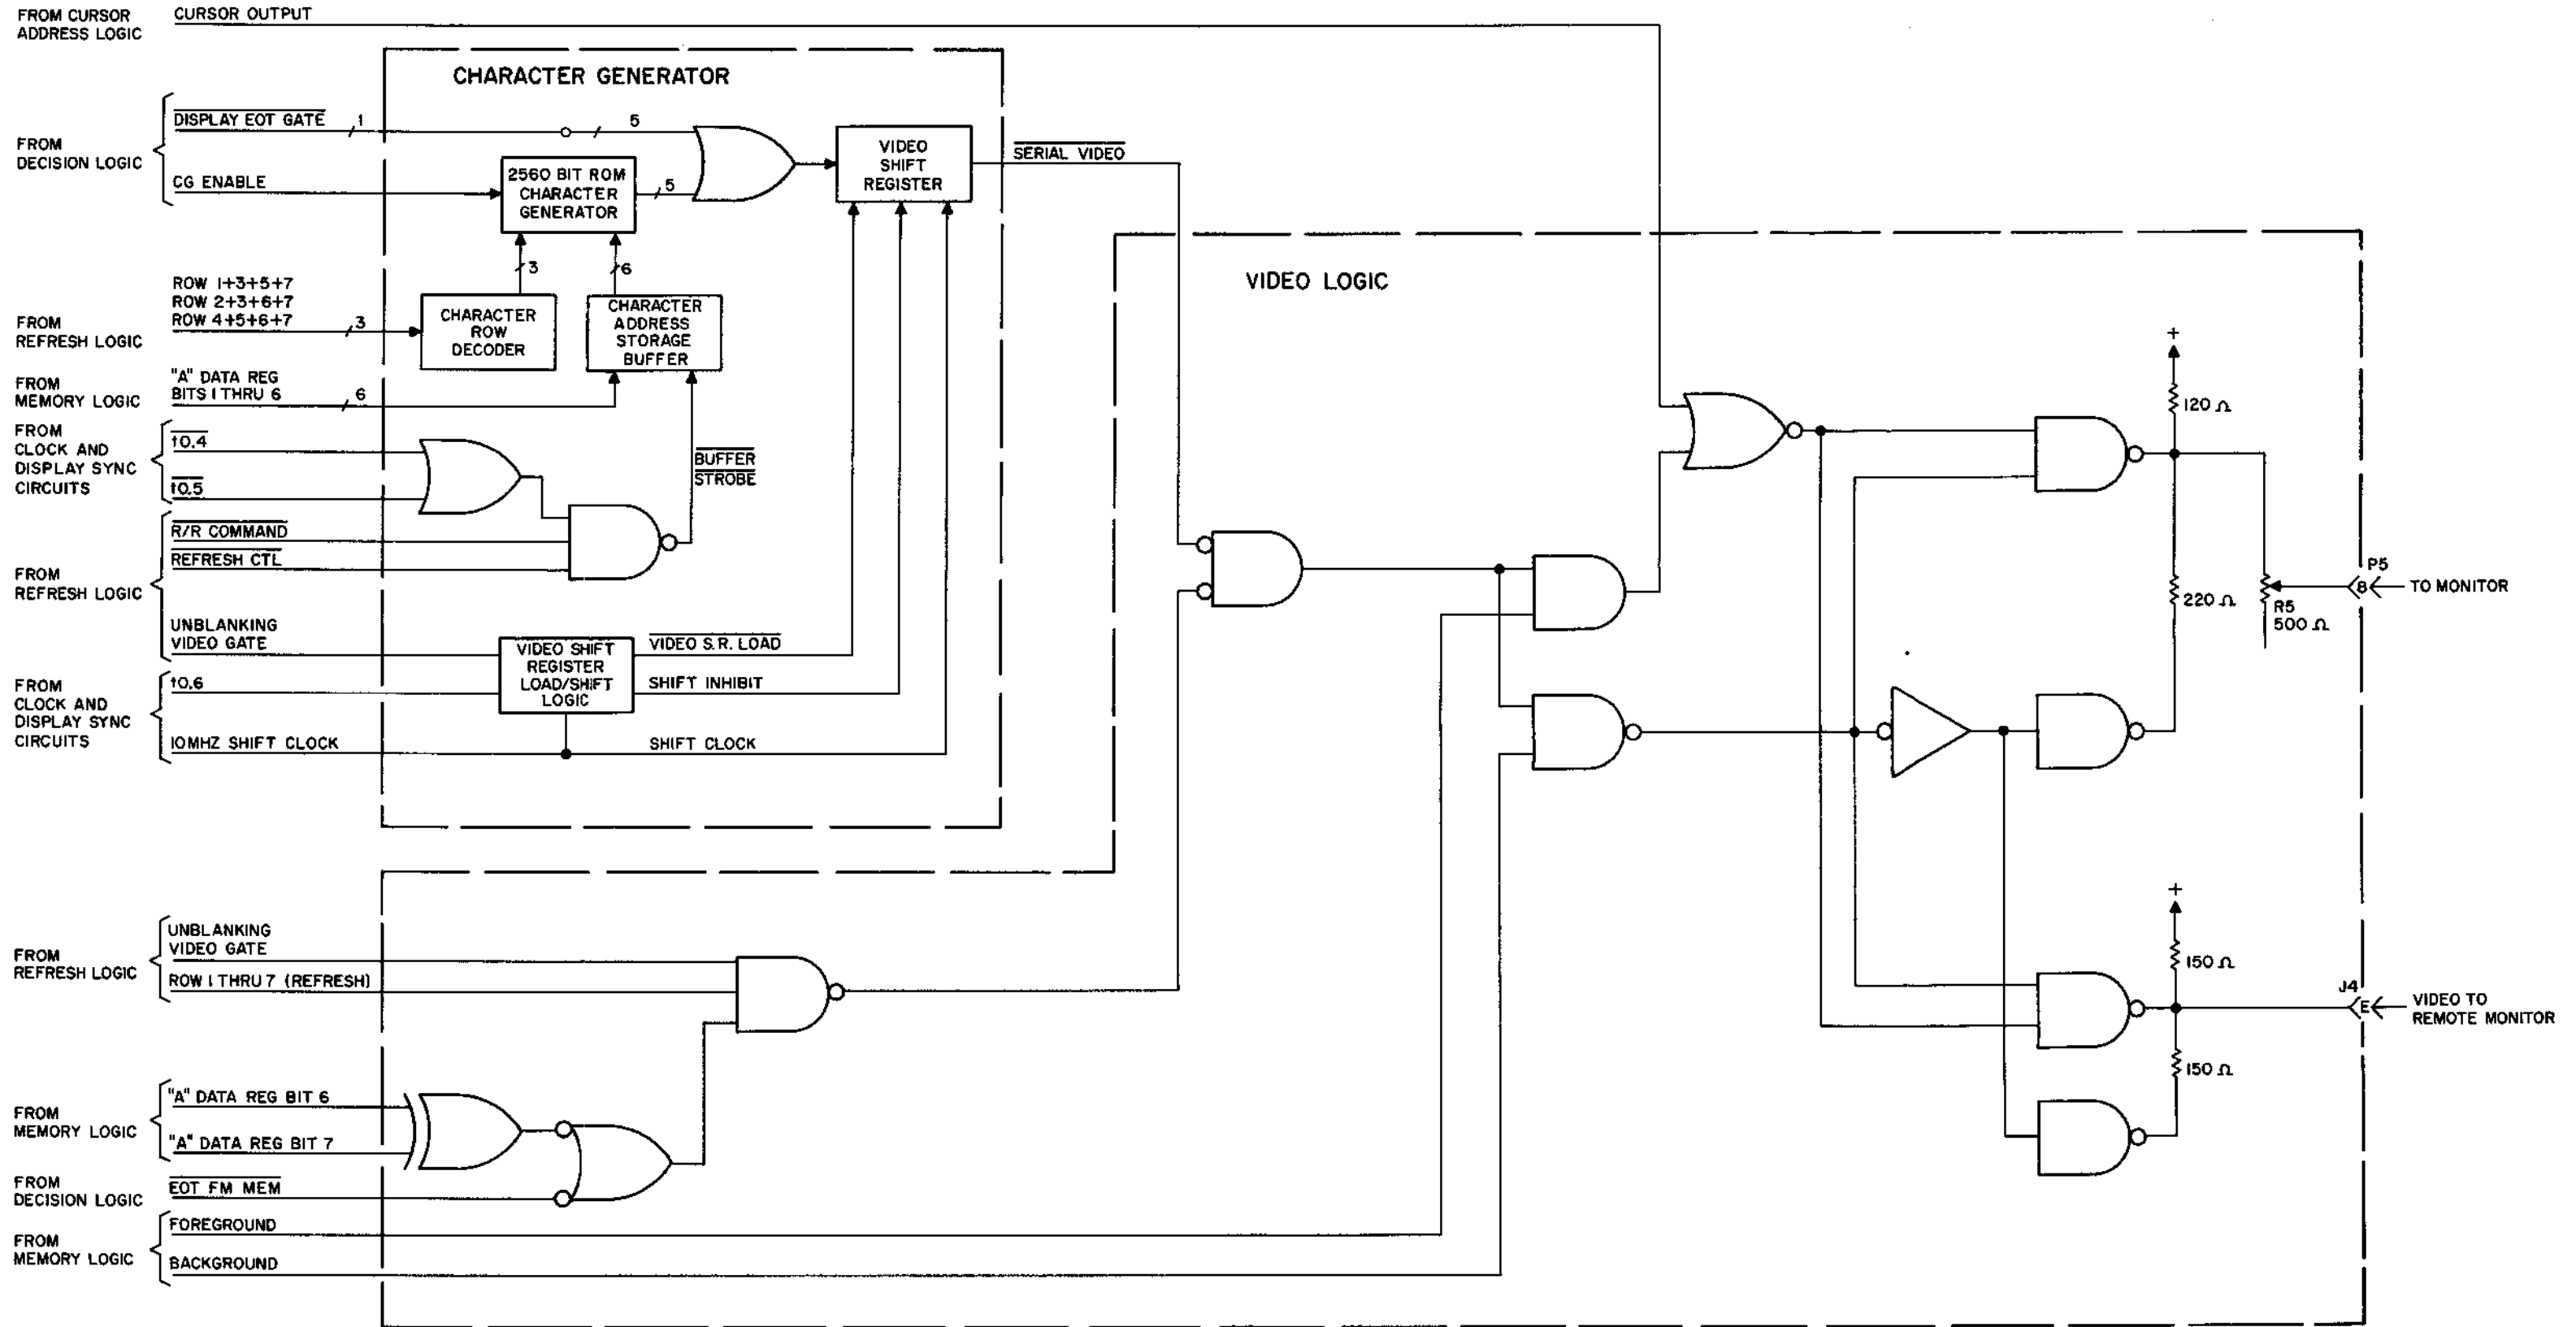 FROM CURSOR
ADDRESS LOGIC
CURSOR OUTPUT
CHARACTER GENERATOR
FROM
DECISION LOGIC
DISPLAY EOT GATE
1
5
CG ENABLE
2560 BIT ROM
CHARACTER
GENERATOR
5
VIDEO
SHIFT
REGISTER
SERIAL VIDEO
3
6
FROM
REFRESH LOGIC
ROW 1+3+5+7
ROW 2+3+6+7
ROW 4+5+6+7
3
CHARACTER
ROW
DECODER
CHARACTER
ADDRESS
STORAGE
BUFFER
FROM
MEMORY LOGIC
"A" DATA REG
BITS 1 THRU 6
6
FROM
CLOCK AND
DISPLAY SYNC
CIRCUITS
t0.4
t0.5
BUFFER
STROBE
FROM
REFRESH LOGIC
R/R COMMAND
REFRESH CTL
UNBLANKING
VIDEO GATE
VIDEO SHIFT
REGISTER
LOAD/SHIFT
LOGIC
VIDEO S.R. LOAD
SHIFT INHIBIT
SHIFT CLOCK
FROM
CLOCK AND
DISPLAY SYNC
CIRCUITS
t0.6
10MHZ SHIFT CLOCK
VIDEO LOGIC
+
120 Ω
220 Ω
R5
500 Ω
P5
8
TO MONITOR
FROM
REFRESH LOGIC
UNBLANKING
VIDEO GATE
ROW 1 THRU 7 (REFRESH)
+
150 Ω
150 Ω
J4
E
VIDEO TO
REMOTE MONITOR
FROM
MEMORY LOGIC
"A" DATA REG BIT 6
"A" DATA REG BIT 7
FROM
DECISION LOGIC
EOT FM MEM
FROM
MEMORY LOGIC
FOREGROUND
BACKGROUND